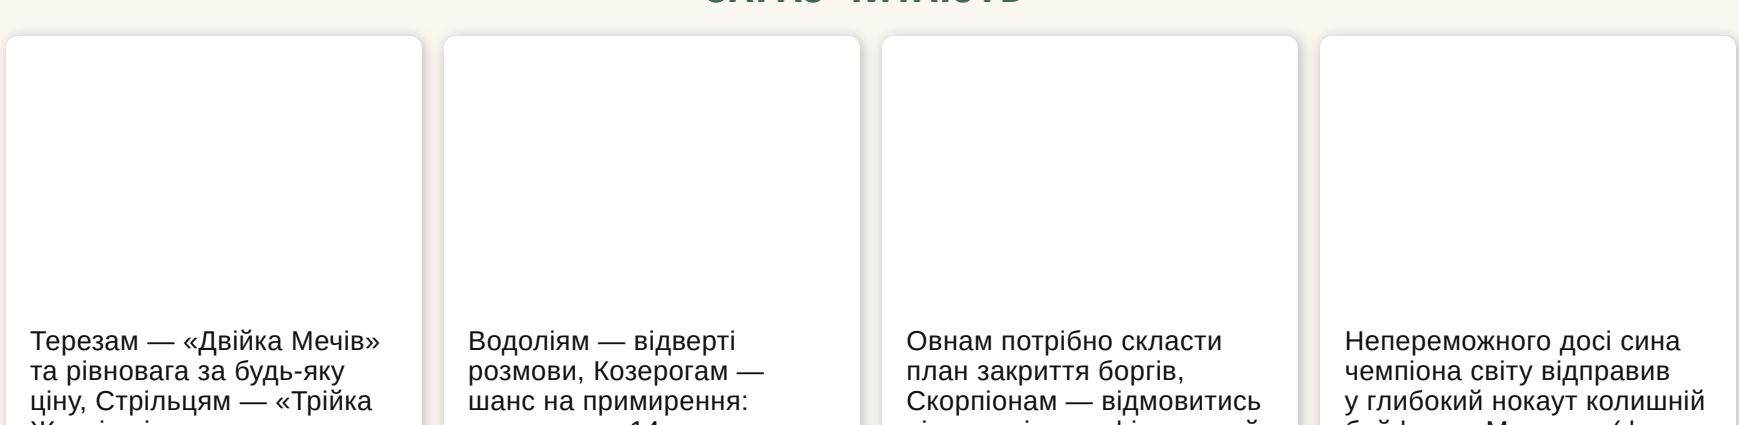 Терезам — «Двійка Мечів»
та рівновага за будь-яку
ціну, Стрільцям — «Трійка
Водоліям — відверті
розмови, Козерогам —
шанс на примирення:
Овнам потрібно скласти
план закриття боргів,
Скорпіонам — відмовитись
Непереможного досі сина
чемпіона світу відправив
у глибокий нокаут колишній